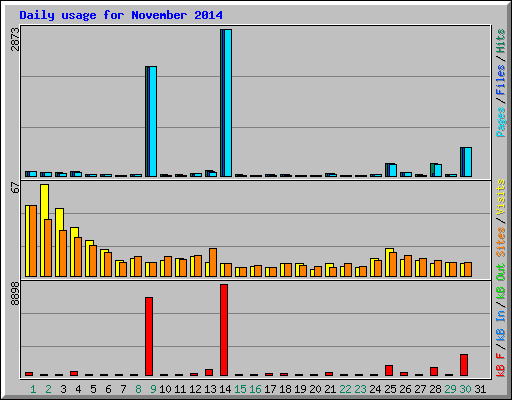 Daily usage for November 2014
2873
Pages/Files/Hits
67
Sites/Visits
8898
kB F/kB In/kB Out
1 2 3 4 5 6 7 8 9 10 11 12 13 14 15 16 17 18 19 20 21 22 23 24 25 26 27 28 29 30 31